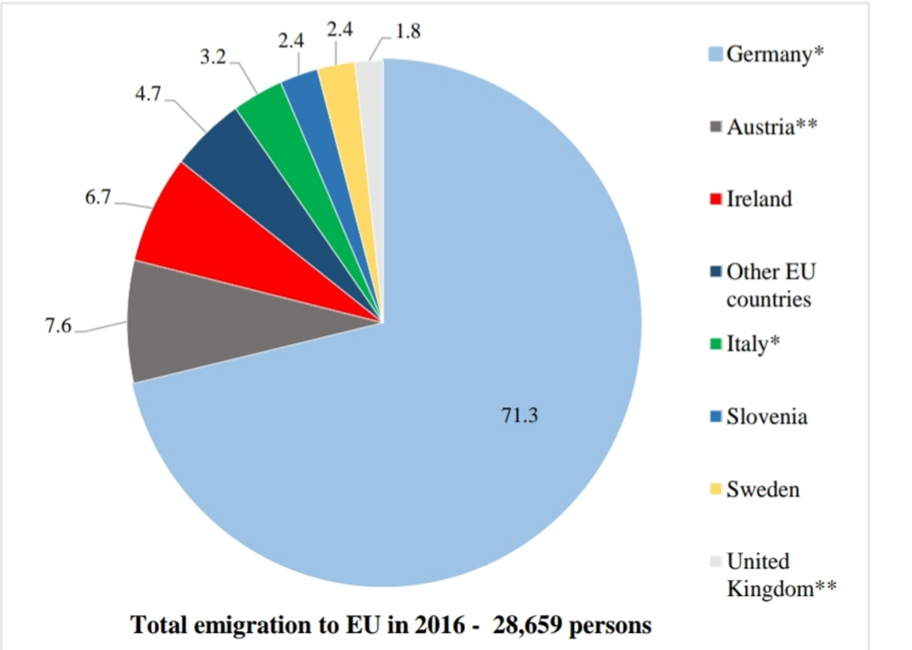 2.4
1.8
2.4
3.2
4.7
6.7
7.6
71.3
Germany*
Austria**
Ireland
Other EU
countries
Italy*
Slovenia
Sweden
United
Kingdom**
Total emigration to EU in 2016 - 28,659 persons